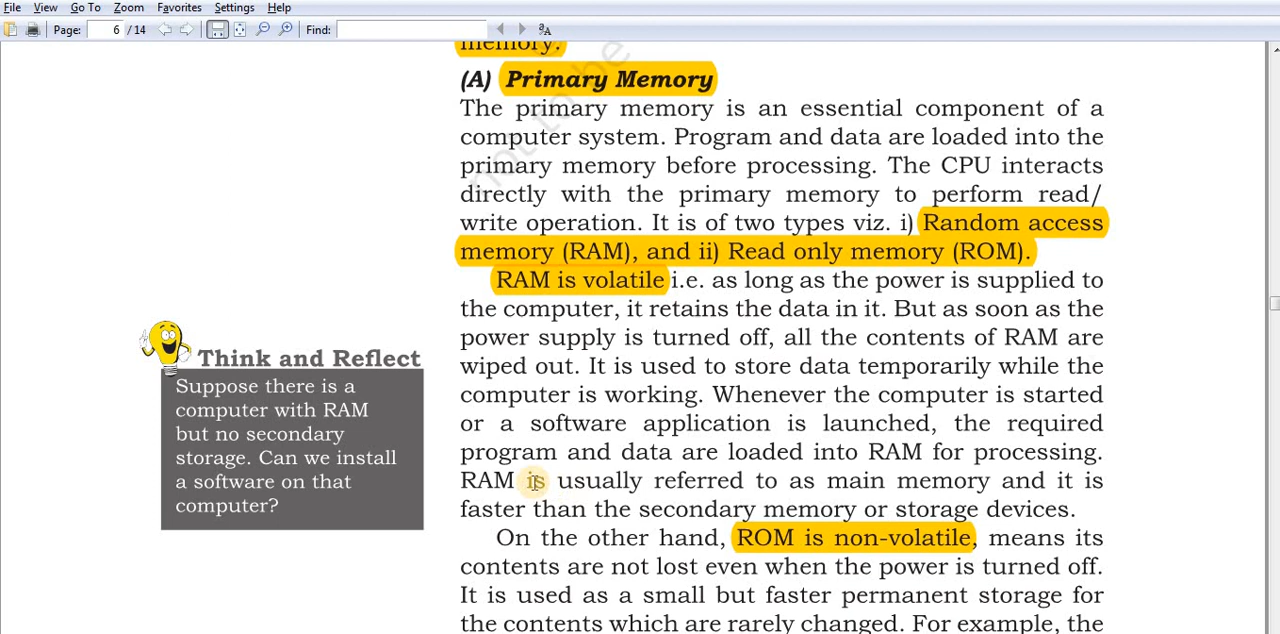 File View Go To Zoom Favorites Settings Help
Page: 6 / 14 Find:
memory.
(A) Primary Memory
The primary memory is an essential component of a
computer system. Program and data are loaded into the
primary memory before processing. The CPU interacts
directly with the primary memory to perform read/
write operation. It is of two types viz. i) Random access
memory (RAM), and ii) Read only memory (ROM).
RAM is volatile i.e. as long as the power is supplied to
the computer, it retains the data in it. But as soon as the
power supply is turned off, all the contents of RAM are
wiped out. It is used to store data temporarily while the
computer is working. Whenever the computer is started
or a software application is launched, the required
program and data are loaded into RAM for processing.
RAM is usually referred to as main memory and it is
faster than the secondary memory or storage devices.
On the other hand, ROM is non-volatile, means its
contents are not lost even when the power is turned off.
It is used as a small but faster permanent storage for
the contents which are rarely changed. For example, the
Think and Reflect
Suppose there is a
computer with RAM
but no secondary
storage. Can we install
a software on that
computer?
not to be